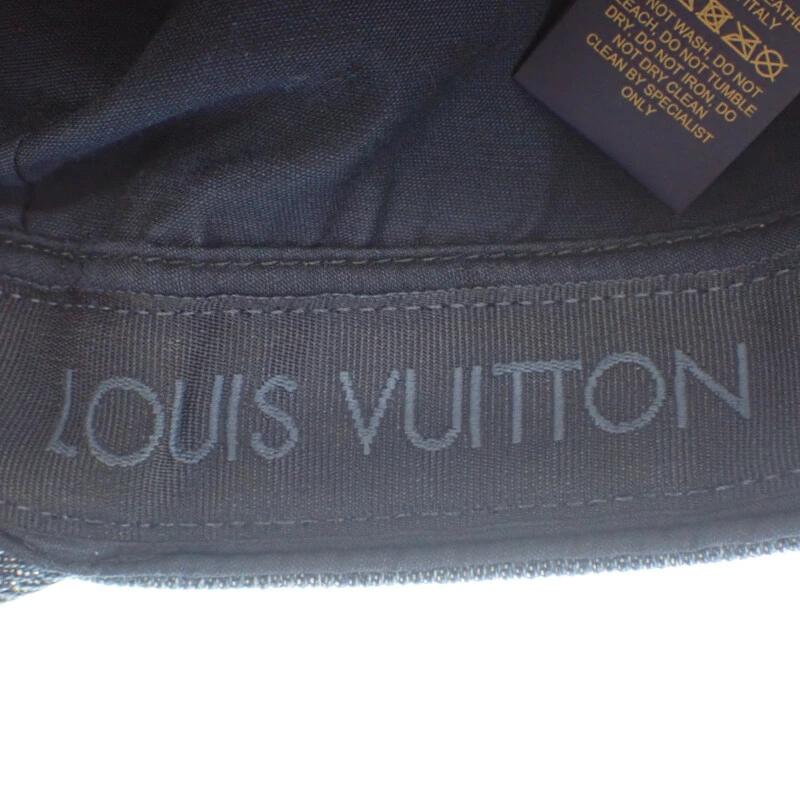 ITALY
NOT WASH, DO NOT
BLEACH, DO NOT TUMBLE
DRY, DO NOT IRON, DO
NOT DRY CLEAN
CLEAN BY SPECIALIST
ONLY
LOUIS VUITTON